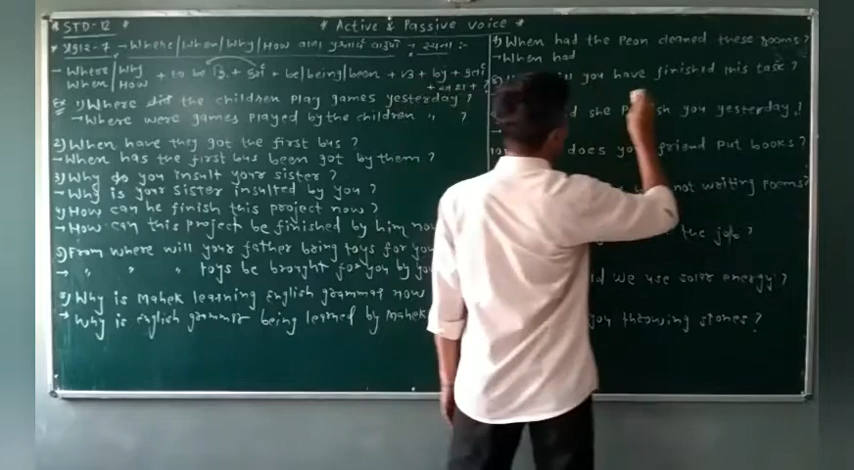 * STD-12
* Active & Passive voice *
* પ્રકાર-7 → Where/When/Why/How વાળા પ્રશ્નાર્થ વાક્યો → રચના :-
→ Where/Why
When/How + to be + કર્તા + be/being/been + V3 + by + કર્તા
+ ?
Ex 1) Where did the children play games yesterday ?
→ Where were games played by the children " ?
2) When have they got the first bus ?
→ When has the first bus been got by them ?
3) Why do you insult your sister ?
→ Why is your sister insulted by you ?
4) How can he finish this project now ?
→ How can this project be finished by him now
5) From where will your father bring toys for you
→ " " " toys be brought for you by you
Why is Mahek learning English grammar now
→ Why is English grammar being learned by Mahek
7) When had the Peon cleaned these rooms?
→ When had
you have finished this task ?
she you yesterday ?
does friend put books ?
not writing Poems?
the job ?
we use solar energy ?
you throwing stones ?